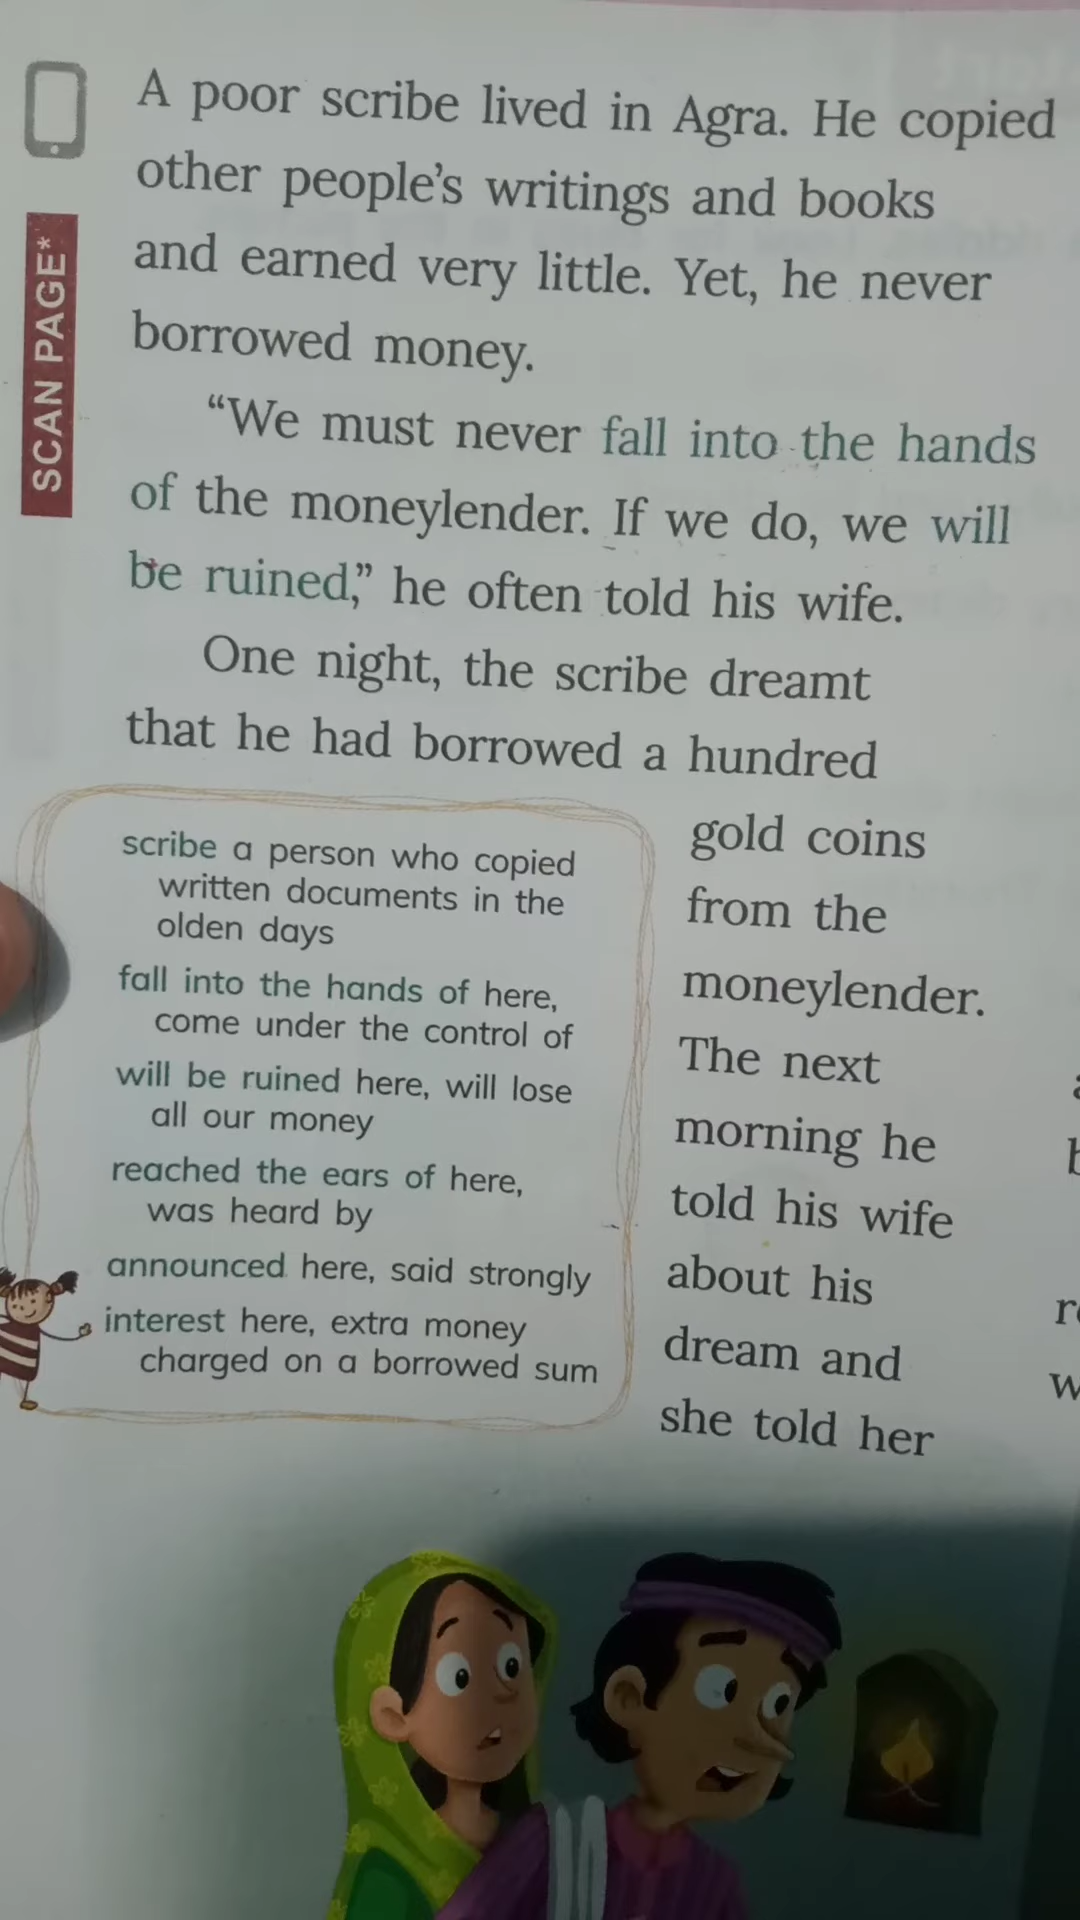 SCAN PAGE*
A poor scribe lived in Agra. He copied
other people's writings and books
and earned very little. Yet, he never
borrowed money.
“We must never fall into the hands
of the moneylender. If we do, we will
be ruined,” he often told his wife.
One night, the scribe dreamt
that he had borrowed a hundred
gold coins
from the
moneylender.
The next
morning he
told his wife
about his
dream and
she told her
scribe a person who copied
written documents in the
olden days
fall into the hands of here,
come under the control of
will be ruined here, will lose
all our money
reached the ears of here,
was heard by
announced here, said strongly
interest here, extra money
charged on a borrowed sum